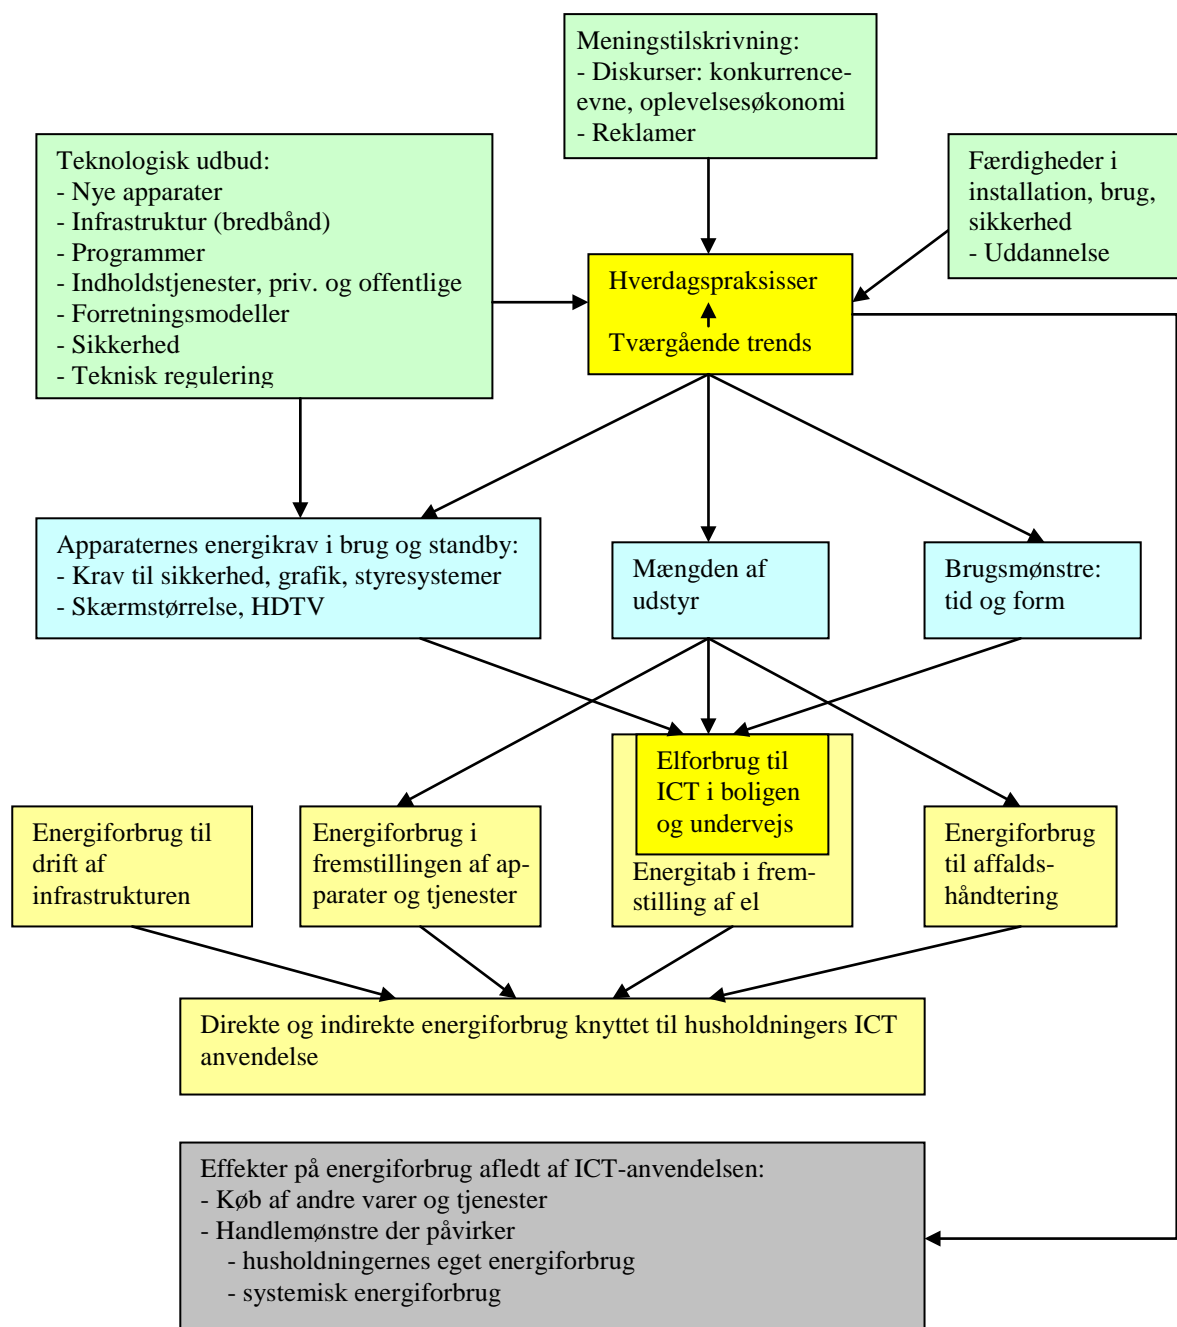 Meningstilskrivning:
- Diskurser: konkurrence-
evne, oplevelsesøkonomi
- Reklamer
Teknologisk udbud:
- Nye apparater
- Infrastruktur (bredbånd)
- Programmer
- Indholdstjenester, priv. og offentlige
- Forretningsmodeller
- Sikkerhed
- Teknisk regulering
Færdigheder i
installation, brug,
sikkerhed
- Uddannelse
Hverdagspraksisser
Tværgående trends
Apparaternes energikrav i brug og standby:
- Krav til sikkerhed, grafik, styresystemer
- Skærmstørrelse, HDTV
Mængden af
udstyr
Brugsmønstre:
tid og form
Energiforbrug til
drift af
infrastrukturen
Energiforbrug i
fremstillingen af ap-
parater og tjenester
Elforbrug til
ICT i boligen
og undervejs
Energitab i frem-
stilling af el
Energiforbrug
til affalds-
håndtering
Direkte og indirekte energiforbrug knyttet til husholdningers ICT
anvendelse
Effekter på energiforbrug afledt af ICT-anvendelsen:
- Køb af andre varer og tjenester
- Handlemønstre der påvirker
- husholdningernes eget energiforbrug
- systemisk energiforbrug